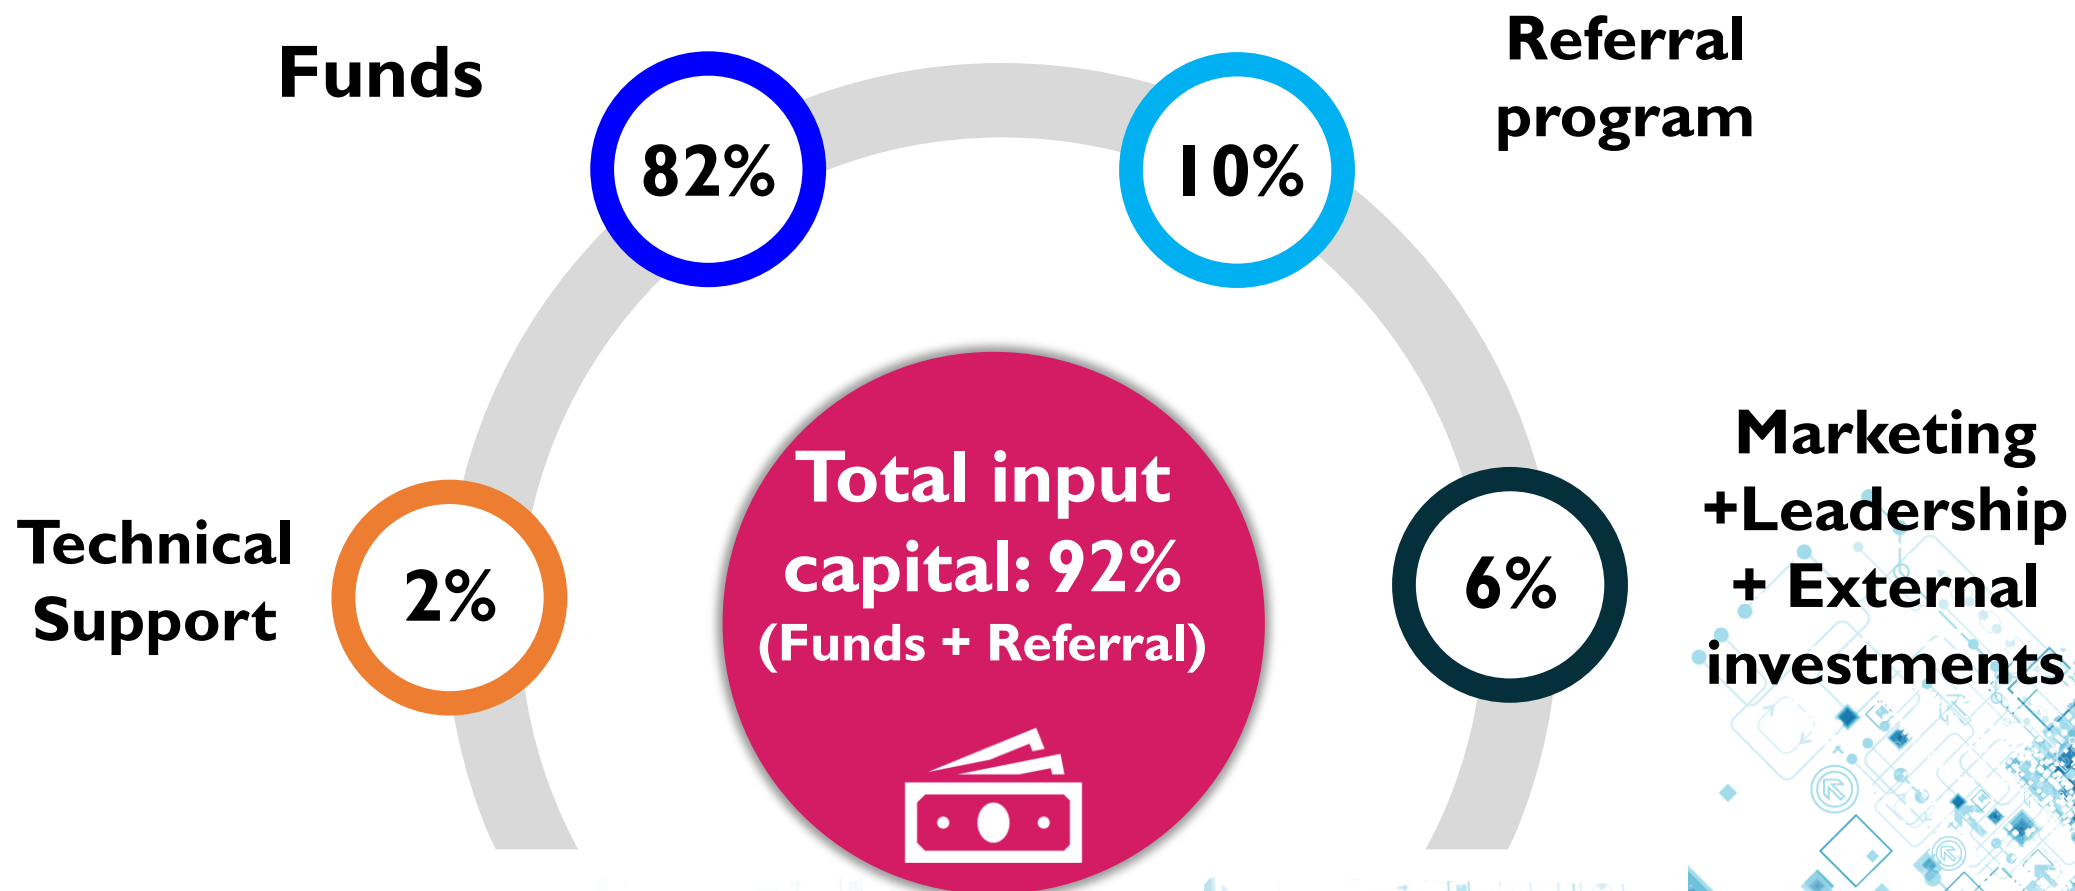 Funds
82%
10%
Referral
program
Technical
Support
2%
Total input
capital: 92%
(Funds + Referral)
6%
Marketing
+Leadership
+ External
investments